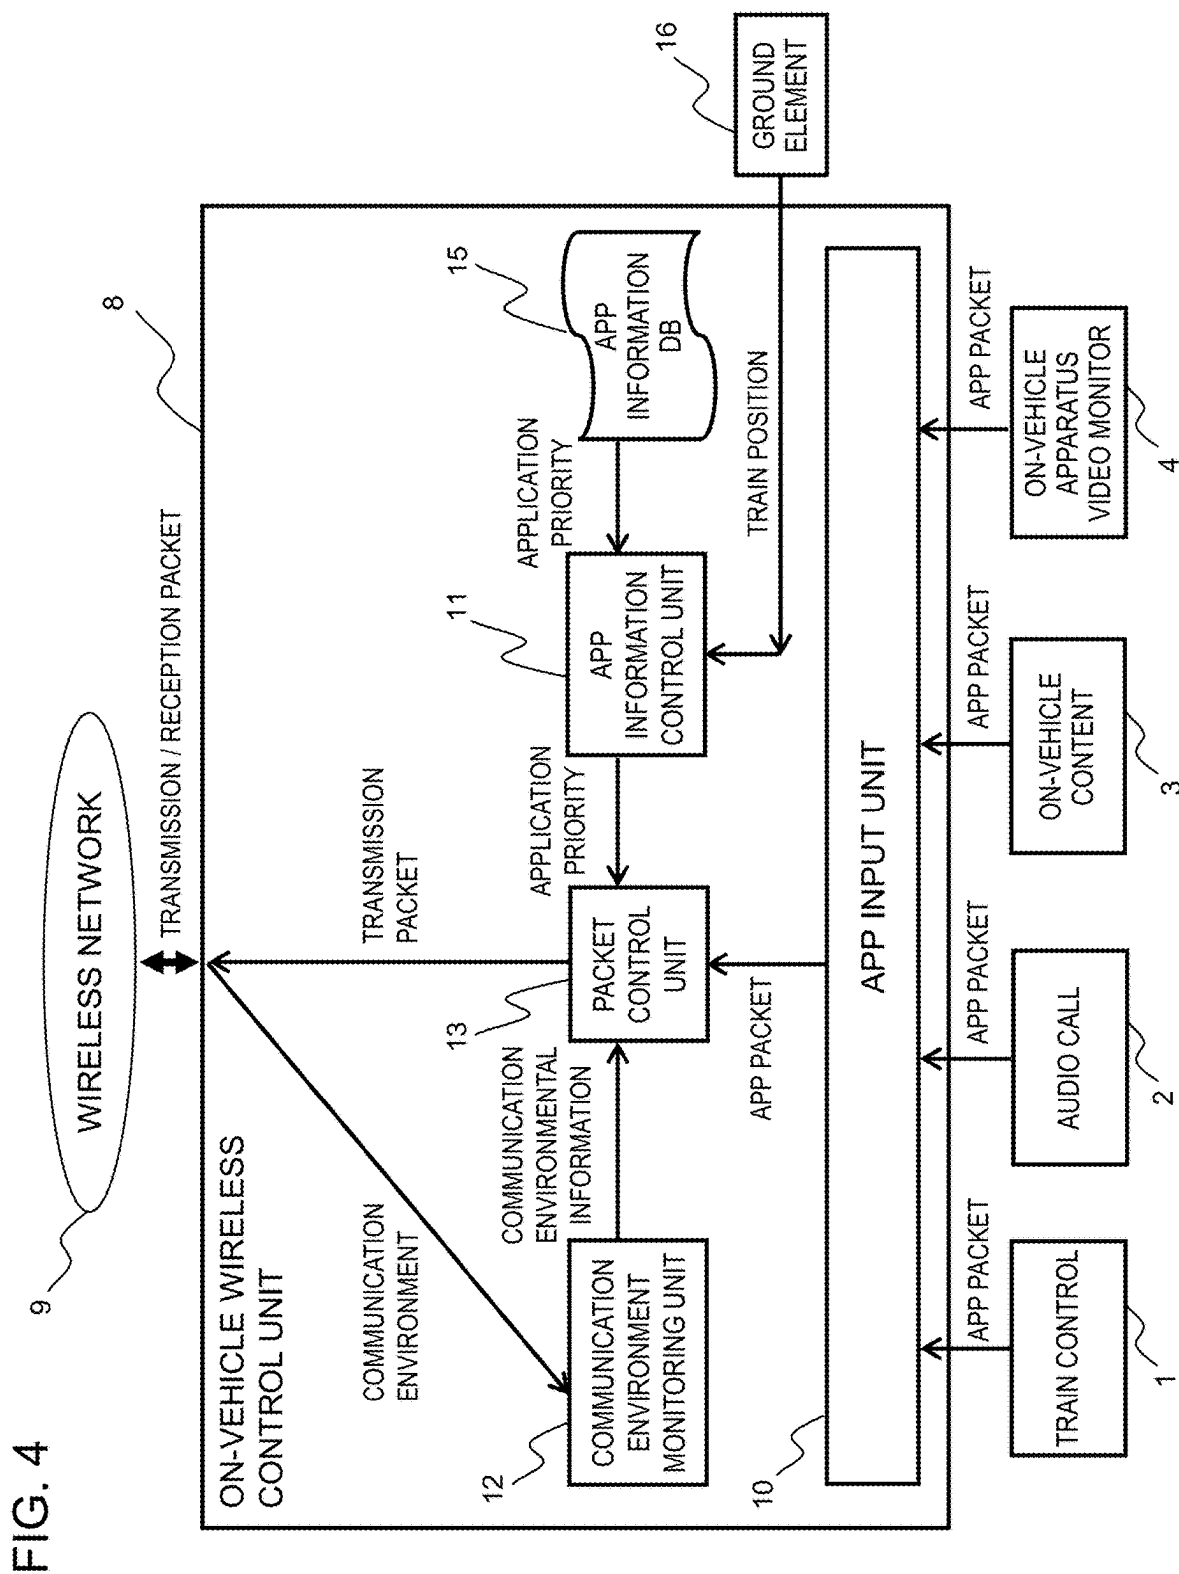 FIG. 4
9
WIRELESS NETWORK
TRANSMISSION / RECEPTION PACKET
8
ON-VEHICLE WIRELESS
CONTROL UNIT
COMMUNICATION
ENVIRONMENT
TRANSMISSION
PACKET
12
COMMUNICATION
ENVIRONMENT
MONITORING UNIT
COMMUNICATION
ENVIRONMENTAL
INFORMATION
13
PACKET
CONTROL
UNIT
APPLICATION
PRIORITY
11
APP
INFORMATION
CONTROL UNIT
APPLICATION
PRIORITY
15
APP
INFORMATION
DB
16
GROUND
ELEMENT
TRAIN POSITION
APP PACKET
10
APP INPUT UNIT
APP PACKET
APP PACKET
APP PACKET
APP PACKET
TRAIN CONTROL
1
AUDIO CALL
2
ON-VEHICLE
CONTENT
3
ON-VEHICLE
APPARATUS
VIDEO MONITOR
4